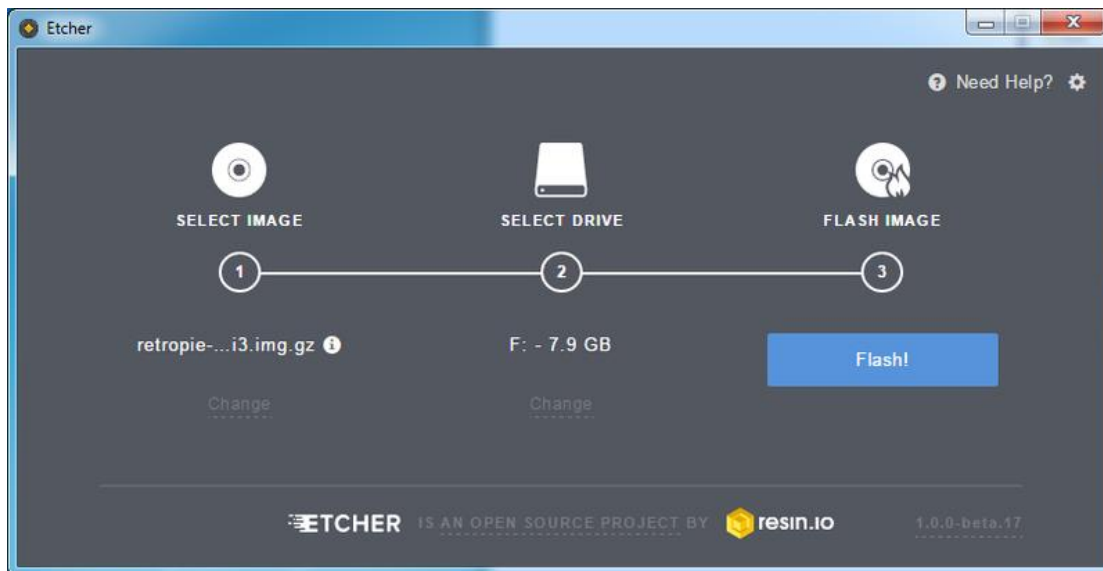 Etcher
Need Help?
SELECT IMAGE
SELECT DRIVE
FLASH IMAGE
1
2
3
retropie-...i3.img.gz
F: - 7.9 GB
Flash!
Change
Change
ETCHER IS AN OPEN SOURCE PROJECT BY resin.io 1.0.0-beta.17